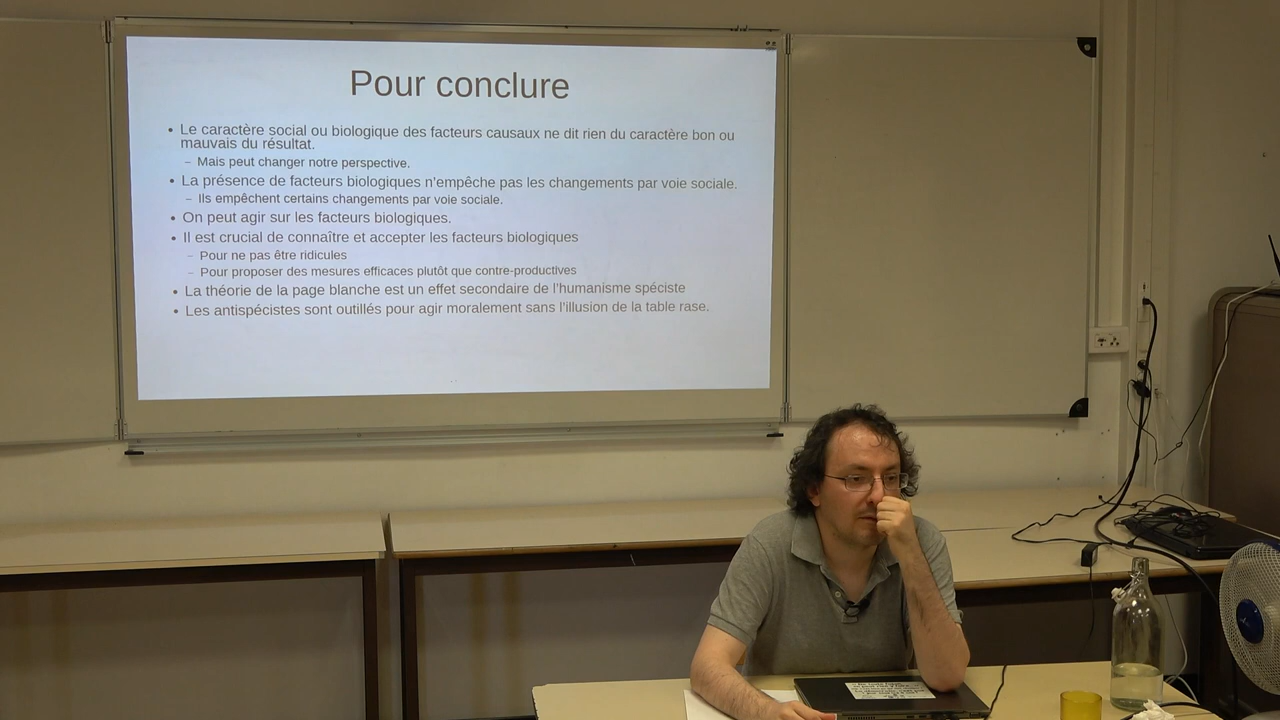 Pour conclure
• Le caractère social ou biologique des facteurs causaux ne dit rien du caractère bon ou
mauvais du résultat.
– Mais peut changer notre perspective.
• La présence de facteurs biologiques n’empêche pas les changements par voie sociale.
– Ils empêchent certains changements par voie sociale.
• On peut agir sur les facteurs biologiques.
• Il est crucial de connaître et accepter les facteurs biologiques
– Pour ne pas être ridicules
– Pour proposer des mesures efficaces plutôt que contre-productives
• La théorie de la page blanche est un effet secondaire de l’humanisme spéciste
• Les antispécistes sont outillés pour agir moralement sans l’illusion de la table rase.